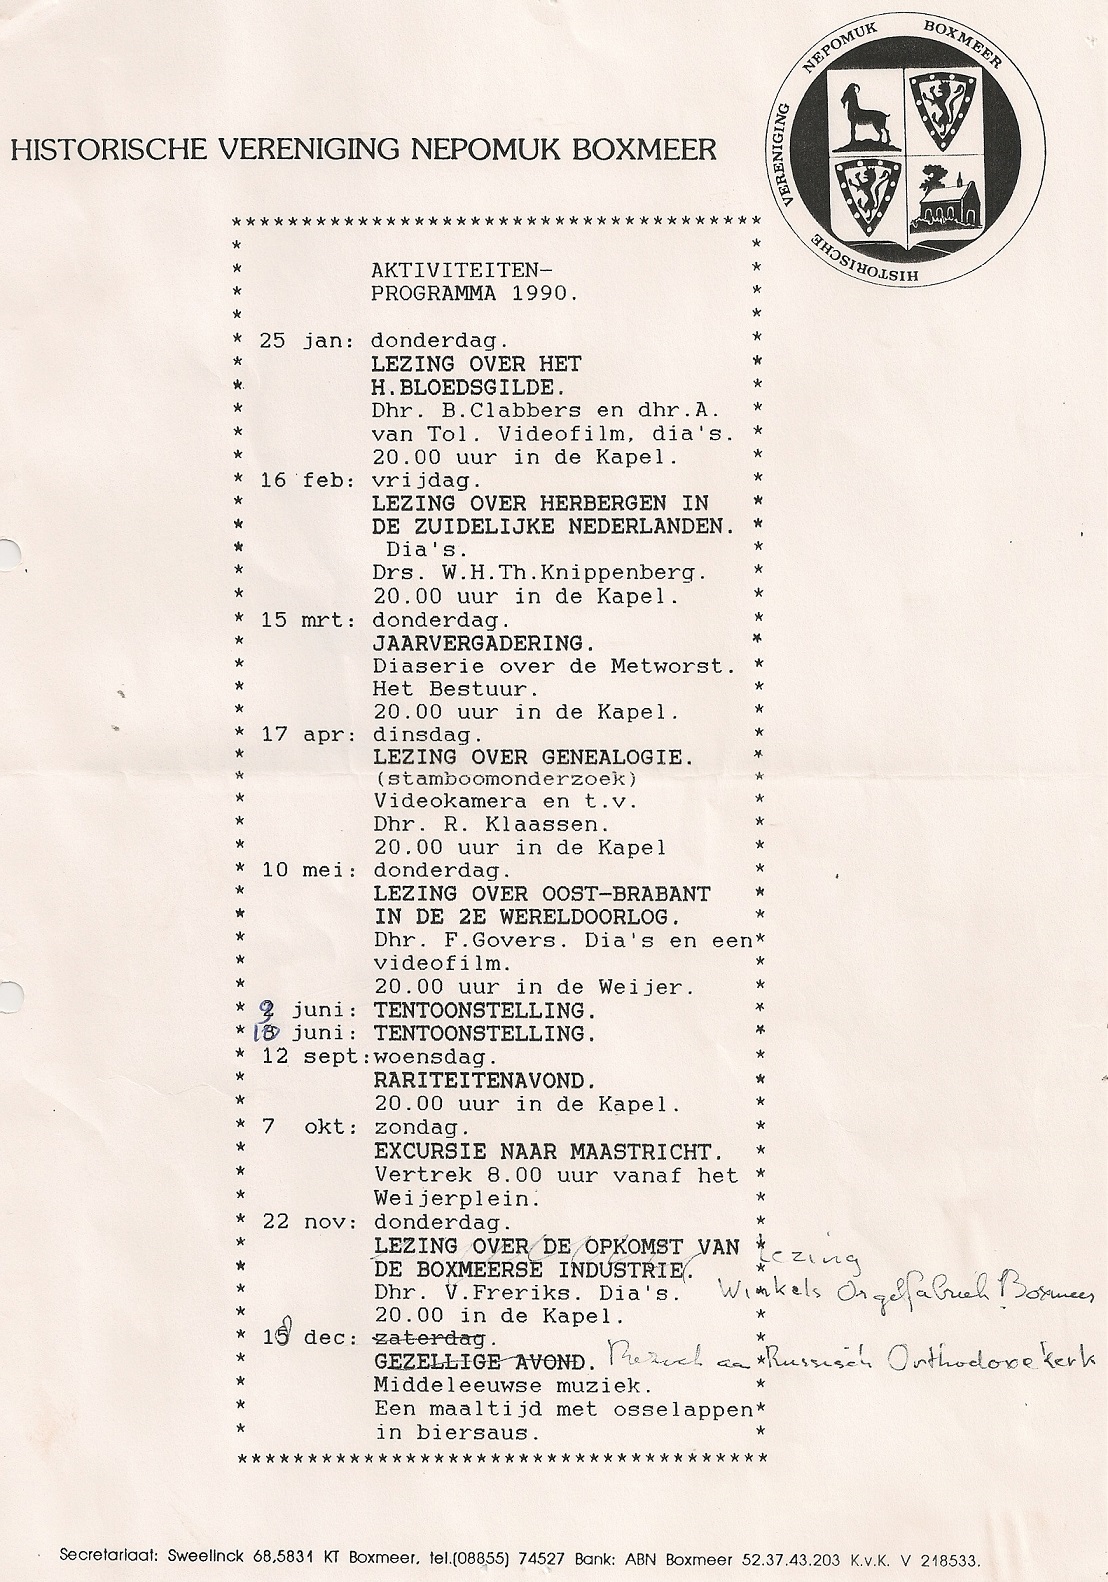 HISTORISCHE VERENIGING NEPOMUK BOXMEER
HISTORISCHE VERENIGING NEPOMUK BOXMEER
**************************************
AKTIVITEITEN-
PROGRAMMA 1990.
* 25 jan: donderdag. *
* LEZING OVER HET *
* H.BLOEDSGILDE. *
* Dhr. B.Clabbers en dhr.A. *
* van Tol. Videofilm, dia's. *
* 20.00 uur in de Kapel. *
* 16 feb: vrijdag. *
* LEZING OVER HERBERGEN IN *
* DE ZUIDELIJKE NEDERLANDEN. *
* Dia's. *
* Drs. W.H.Th.Knippenberg. *
* 20.00 uur in de Kapel. *
* 15 mrt: donderdag. *
* JAARVERGADERING. *
* Diaserie over de Metworst. *
* Het Bestuur. *
* 20.00 uur in de Kapel. *
* 17 apr: dinsdag. *
* LEZING OVER GENEALOGIE. *
* (stamboomonderzoek) *
* Videokamera en t.v. *
* Dhr. R. Klaassen. *
* 20.00 uur in de Kapel *
* 10 mei: donderdag. *
* LEZING OVER OOST-BRABANT *
* IN DE 2E WERELDOORLOG. *
* Dhr. F.Govers. Dia's en een*
* videofilm. *
* 20.00 uur in de Weijer. *
* 9 juni: TENTOONSTELLING. *
* 10 juni: TENTOONSTELLING. *
* 12 sept:woensdag. *
* RARITEITENAVOND. *
* 20.00 uur in de Kapel. *
* 7 okt: zondag. *
* EXCURSIE NAAR MAASTRICHT. *
* Vertrek 8.00 uur vanaf het *
* Weijerplein. *
* 22 nov: donderdag. *
* LEZING OVER DE OPKOMST VAN * Lezing
* DE BOXMEERSE INDUSTRIE. *
* Dhr. V.Freriks. Dia's. * Winkels Orgelfabriek Boxmeer
* 20.00 in de Kapel. *
* dec: zaterdag. *
* GEZELLIGE AVOND. * Russisch Orthodoxe kerk
* Middeleeuwse muziek. *
* Een maaltijd met osselappen*
* in biersaus. *
**************************************
Secretariaat: Sweelinck 68,5831 KT Boxmeer, tel.(08855) 74527 Bank: ABN Boxmeer 52.37.43.203 K.v.K. V 218533.